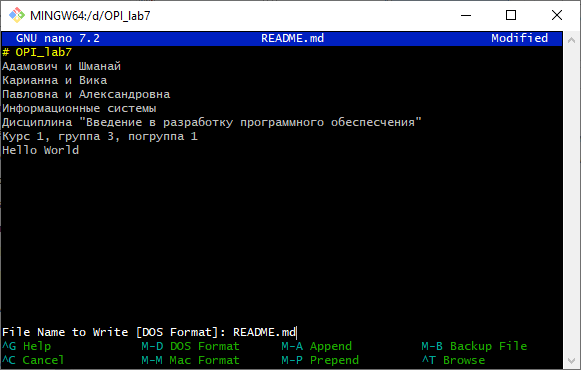 MINGW64:/d/OPI_lab7
GNU nano 7.2 README.md Modified
# OPI_lab7
Адамович и Шманай
Карианна и Вика
Павловна и Александровна
Информационные системы
Дисциплина "Введение в разработку программного обеспесчения"
Курс 1, группа 3, погруппа 1
Hello World
File Name to Write [DOS Format]: README.md
^G Help M-D DOS Format M-A Append M-B Backup File
^C Cancel M-M Mac Format M-P Prepend ^T Browse